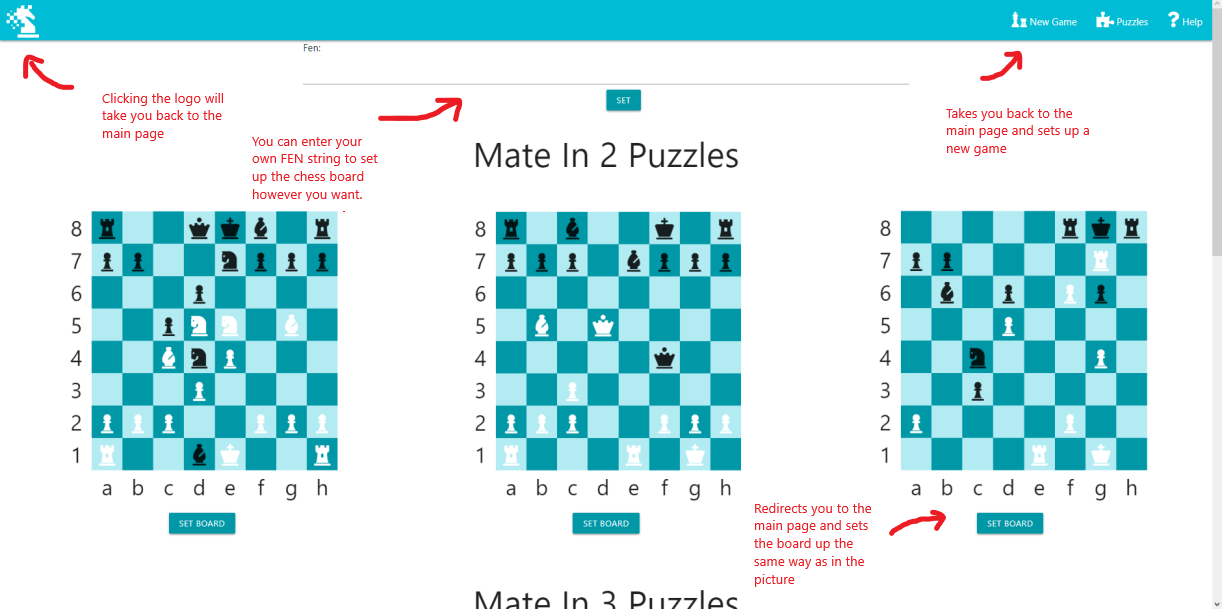 New Game Puzzles Help
Fen:
SET
Clicking the logo will
take you back to the
main page
You can enter your
own FEN string to set
up the chess board
however you want.
Takes you back to the
main page and sets up a
new game
Mate In 2 Puzzles
8
7
6
5
4
3
2
1
a b c d e f g h
SET BOARD
8
7
6
5
4
3
2
1
a b c d e f g h
SET BOARD
8
7
6
5
4
3
2
1
a b c d e f g h
SET BOARD
Redirects you to the
main page and sets
the board up the
same way as in the
picture
Mate In 3 Puzzles